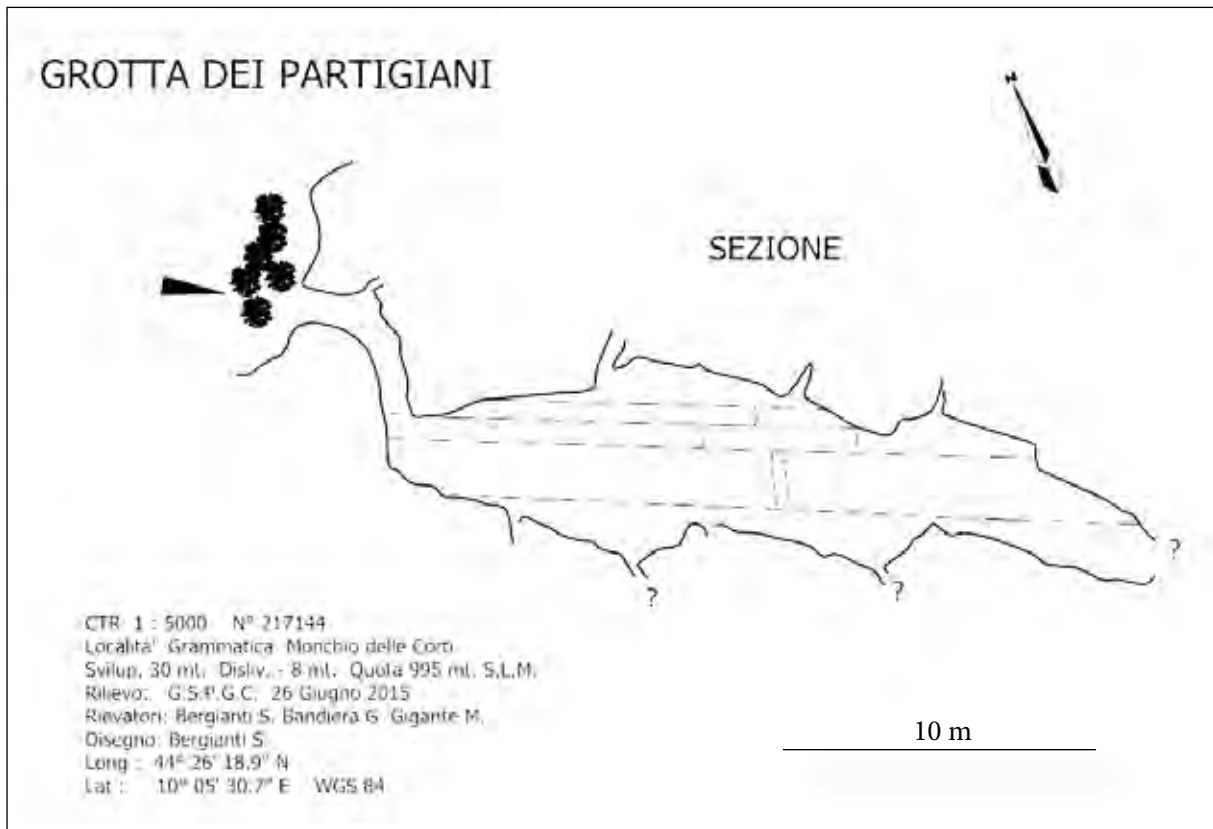 GROTTA DEI PARTIGIANI
N
SEZIONE
?
?
?
CTR 1 : 5000 N° 217144
Localita' Grammatica Monchio delle Corti
Svilup. 30 mt. Disliv. - 8 mt. Quota 995 mt. S.L.M.
Rilievo: G.S.P.G.C. 26 Giugno 2015
Rilevatori: Bergianti S. Bandiera G. Gigante M.
Disegno: Bergianti S.
Long : 44° 26' 18.9" N
Lat : 10° 05' 30.7" E WGS 84
10 m